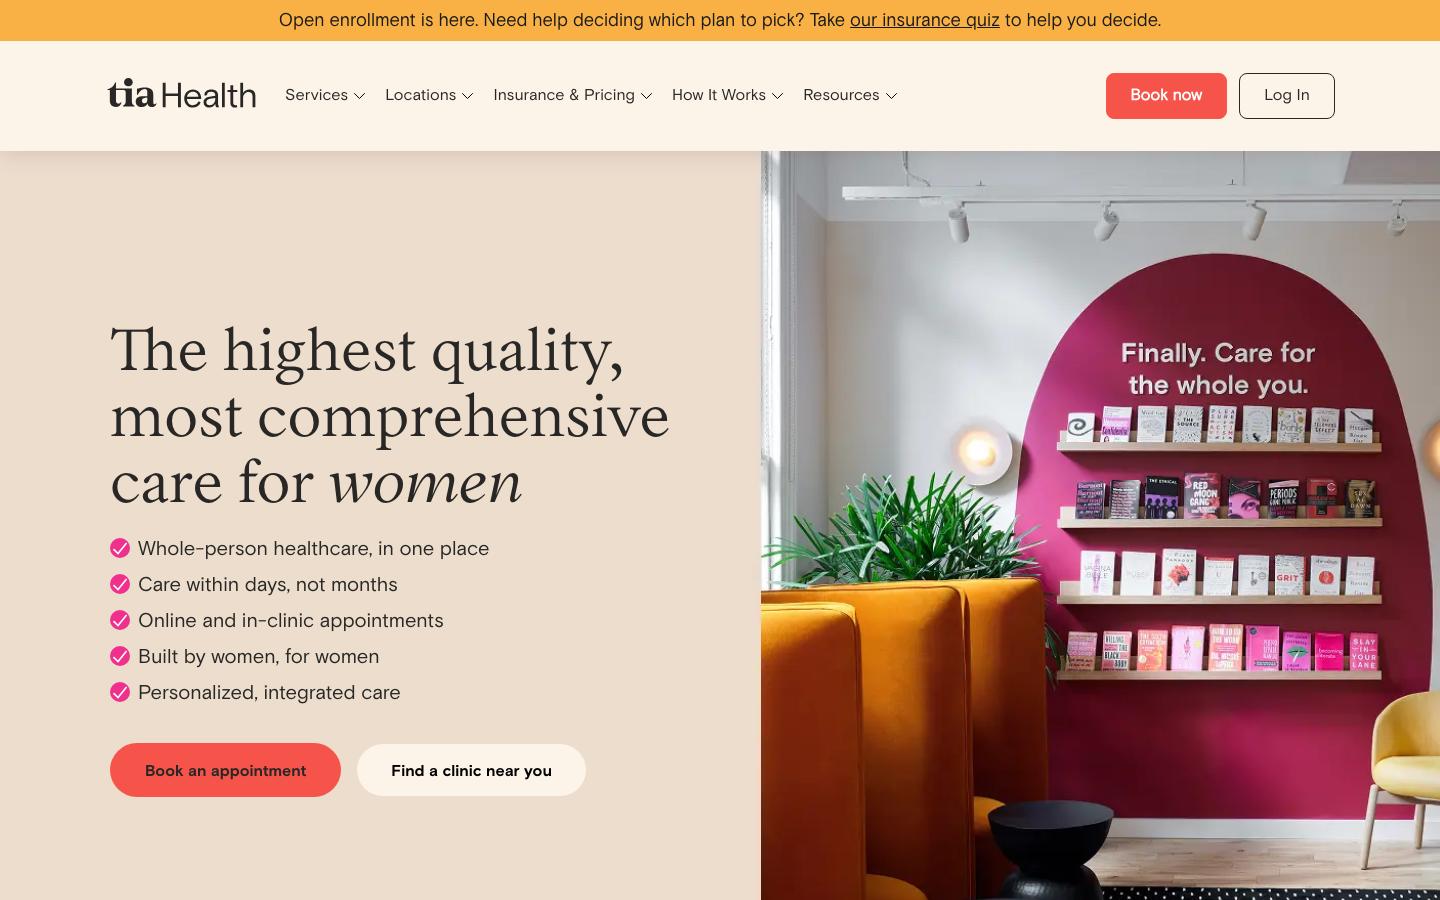 Open enrollment is here. Need help deciding which plan to pick? Take our insurance quiz to help you decide.
tia Health
Services
Locations
Insurance & Pricing
How It Works
Resources
Book now
Log In
The highest quality,
most comprehensive
care for women
Whole-person healthcare, in one place
Care within days, not months
Online and in-clinic appointments
Built by women, for women
Personalized, integrated care
Book an appointment
Find a clinic near you
Finally. Care for
the whole you.
THE SOURCE
RED MOON GANG
PERIODS
GRIT
SLAY IN YOUR LANE